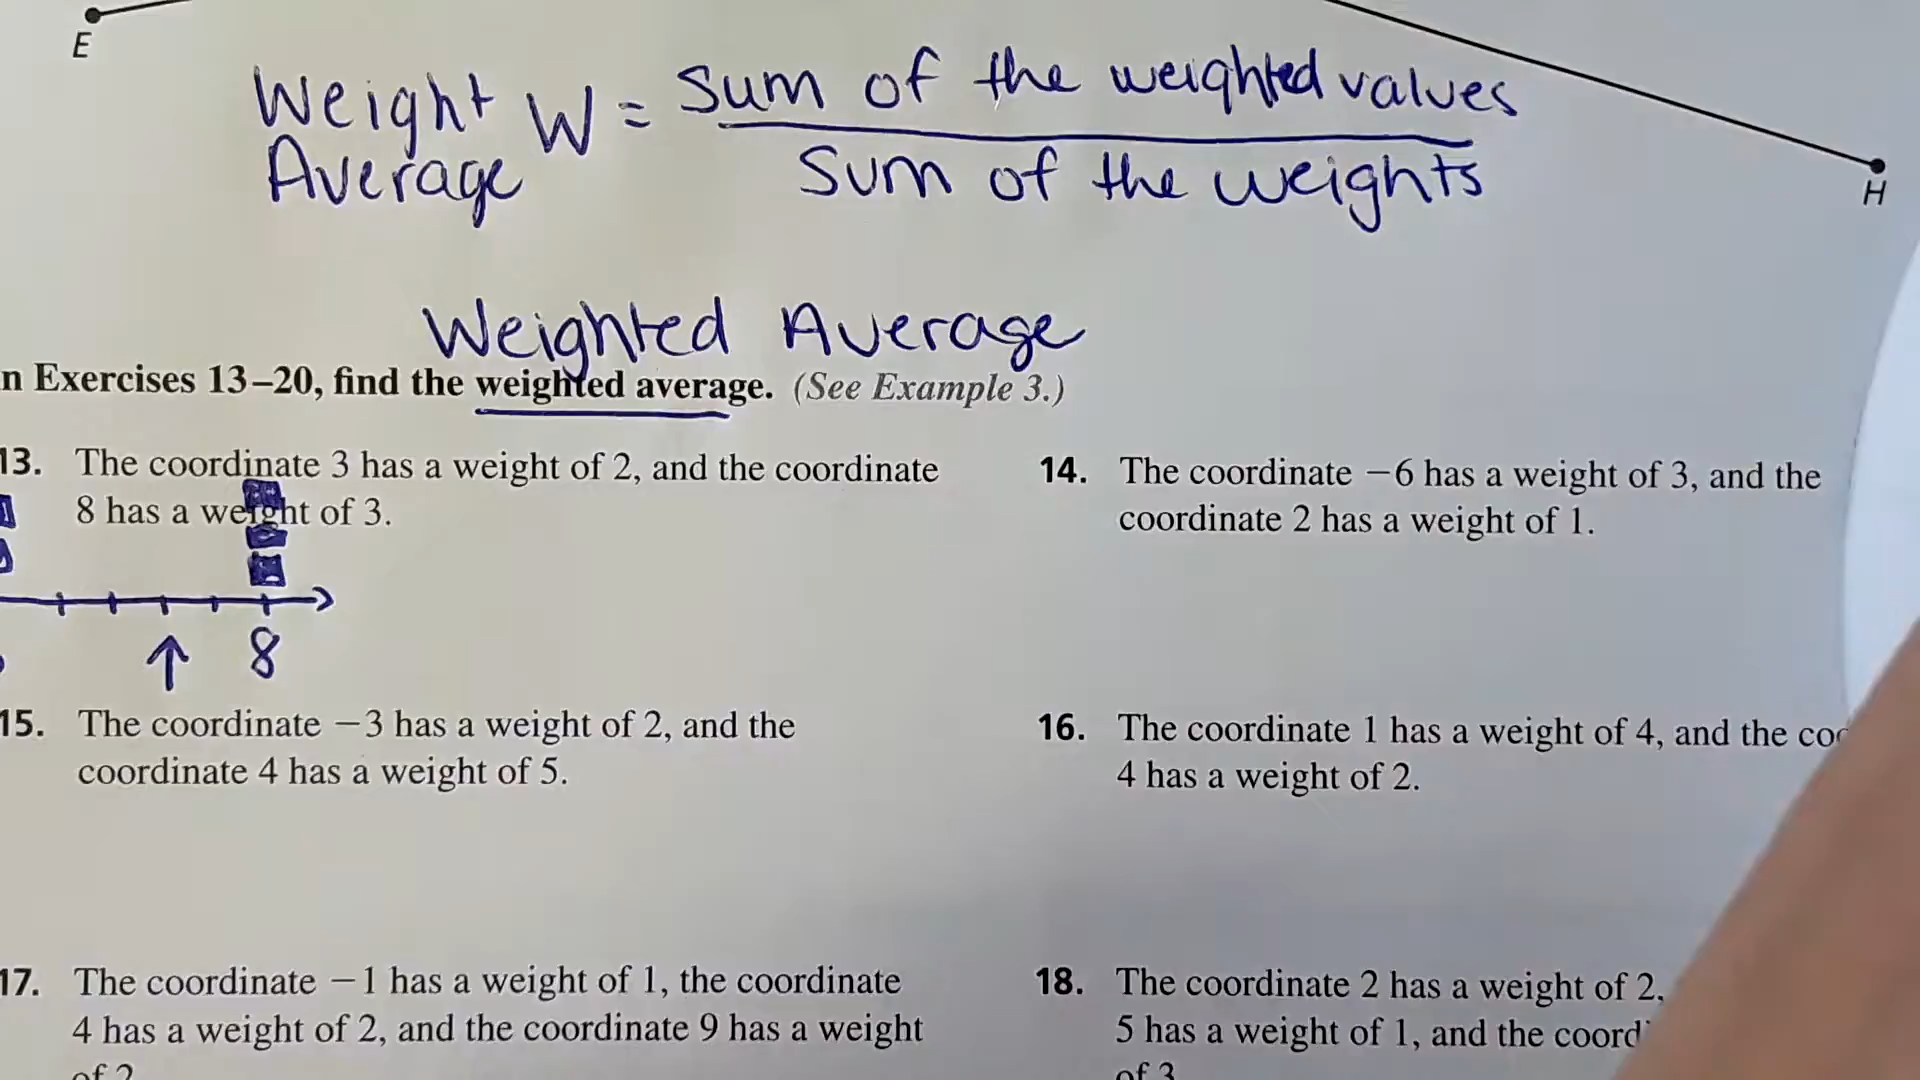 E
H
Weight Average W = Sum of the weighted values
Sum of the weights
Weighted Average
n Exercises 13–20, find the weighted average. (See Example 3.)
13. The coordinate 3 has a weight of 2, and the coordinate
8 has a weight of 3.
8
14. The coordinate −6 has a weight of 3, and the
coordinate 2 has a weight of 1.
15. The coordinate −3 has a weight of 2, and the
coordinate 4 has a weight of 5.
16. The coordinate 1 has a weight of 4, and the
4 has a weight of 2.
17. The coordinate −1 has a weight of 1, the coordinate
4 has a weight of 2, and the coordinate 9 has a weight
of
18. The coordinate 2 has a weight of 2,
5 has a weight of 1, and the coord
of 3